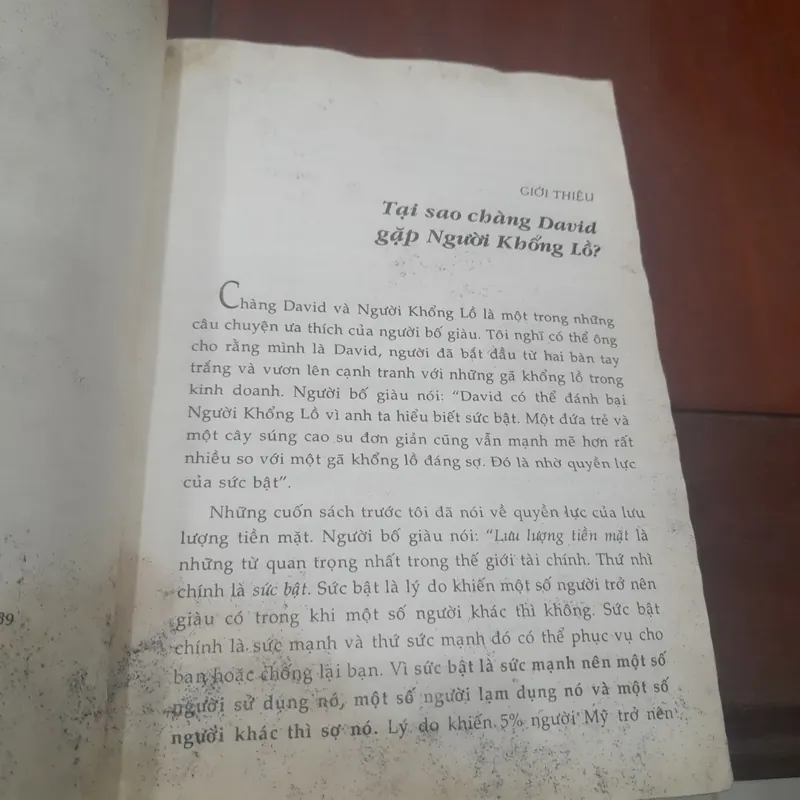 GIỚI THIỆU
Tại sao chàng David
gặp Người Khổng Lồ?
Chàng David và Người Khổng Lồ là một trong những
câu chuyện ưa thích của người bố giàu. Tôi nghĩ có thể ông
cho rằng mình là David, người đã bắt đầu từ hai bàn tay
trắng và vươn lên cạnh tranh với những gã khổng lồ trong
kinh doanh. Người bố giàu nói: “David có thể đánh bại
Người Khổng Lồ vì anh ta hiểu biết sức bật. Một đứa trẻ và
một cây súng cao su đơn giản cũng vẫn mạnh mẽ hơn rất
nhiều so với một gã khổng lồ đáng sợ. Đó là nhờ quyền lực
của sức bật”.
Những cuốn sách trước tôi đã nói về quyền lực của lưu
lượng tiền mặt. Người bố giàu nói: “Lưu lượng tiền mặt là
những từ quan trọng nhất trong thế giới tài chính. Thứ nhì
chính là sức bật. Sức bật là lý do khiến một số người trở nên
giàu có trong khi một số người khác thì không. Sức bật
chính là sức mạnh và thứ sức mạnh đó có thể phục vụ cho
bạn hoặc chống lại bạn. Vì sức bật là sức mạnh nên một số
người sử dụng nó, một số người lạm dụng nó và một số
người khác thì sợ nó. Lý do khiến 5% người Mỹ trở nên
39